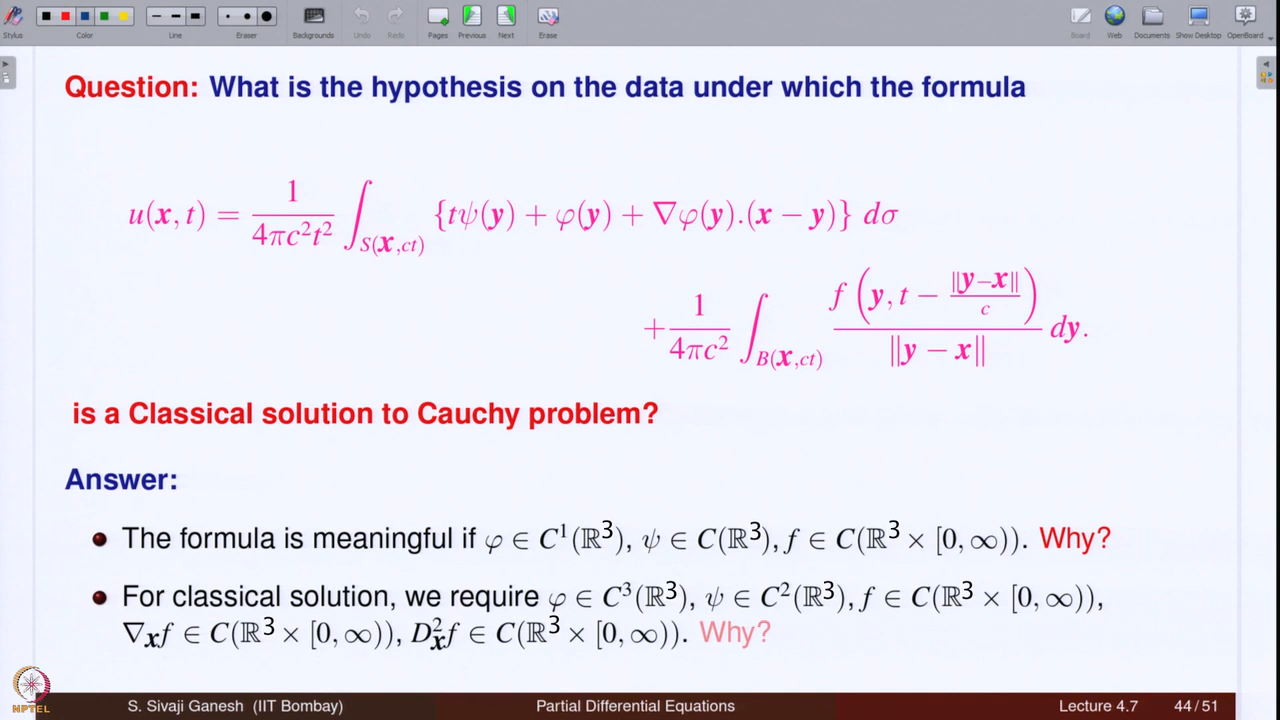 Stylus Color Line Eraser Backgrounds Undo Redo Pages Previous Next Erase Board Web Documents Show Desktop OpenBoard
Question: What is the hypothesis on the data under which the formula
u(x, t) = 1/(4πc²t²) ∫_{S(x,ct)} {tψ(y) + φ(y) + ∇φ(y).(x − y)} dσ
+ 1/(4πc²) ∫_{B(x,ct)} f(y, t − ‖y−x‖/c) / ‖y − x‖ dy.
is a Classical solution to Cauchy problem?
Answer:
The formula is meaningful if φ ∈ C¹(ℝ³), ψ ∈ C(ℝ³), f ∈ C(ℝ³ × [0, ∞)). Why?
For classical solution, we require φ ∈ C³(ℝ³), ψ ∈ C²(ℝ³), f ∈ C(ℝ³ × [0, ∞)),
∇ₓf ∈ C(ℝ³ × [0, ∞)), D²ₓf ∈ C(ℝ³ × [0, ∞)). Why?
NPTEL
S. Sivaji Ganesh (IIT Bombay) Partial Differential Equations Lecture 4.7 44/51